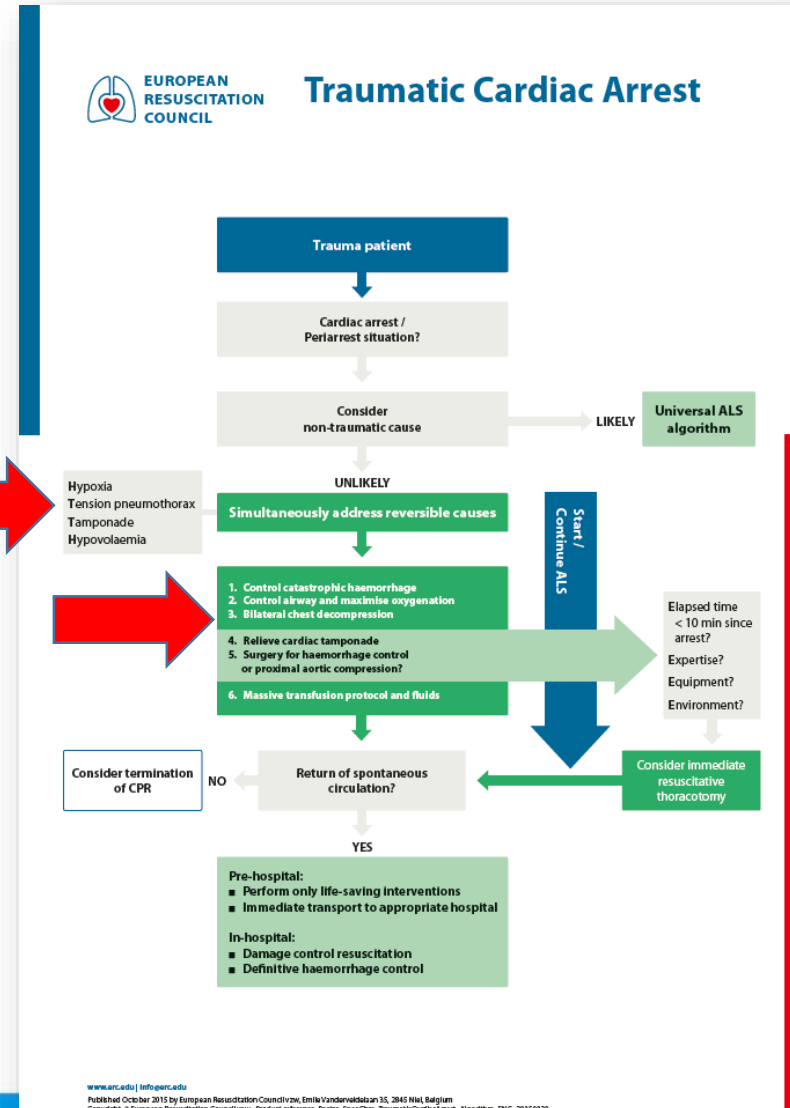 EUROPEAN
RESUSCITATION
COUNCIL
Traumatic Cardiac Arrest
Trauma patient
Cardiac arrest /
Periarrest situation?
Consider
non-traumatic cause
LIKELY
Universal ALS
algorithm
UNLIKELY
Hypoxia
Tension pneumothorax
Tamponade
Hypovolaemia
Simultaneously address reversible causes
Start /
Continue ALS
1. Control catastrophic haemorrhage
2. Control airway and maximise oxygenation
3. Bilateral chest decompression
4. Relieve cardiac tamponade
5. Surgery for haemorrhage control
or proximal aortic compression?
6. Massive transfusion protocol and fluids
Elapsed time
< 10 min since
arrest?
Expertise?
Equipment?
Environment?
Consider immediate
resuscitative
thoracotomy
Return of spontaneous
circulation?
NO
Consider termination
of CPR
YES
Pre-hospital:
■ Perform only life-saving interventions
■ Immediate transport to appropriate hospital
In-hospital:
■ Damage control resuscitation
■ Definitive haemorrhage control
www.erc.edu | info@erc.edu
Published October 2015 by European Resuscitation Council vzw, Emile Vanderveldelaan 35, 2845 Niel, Belgium